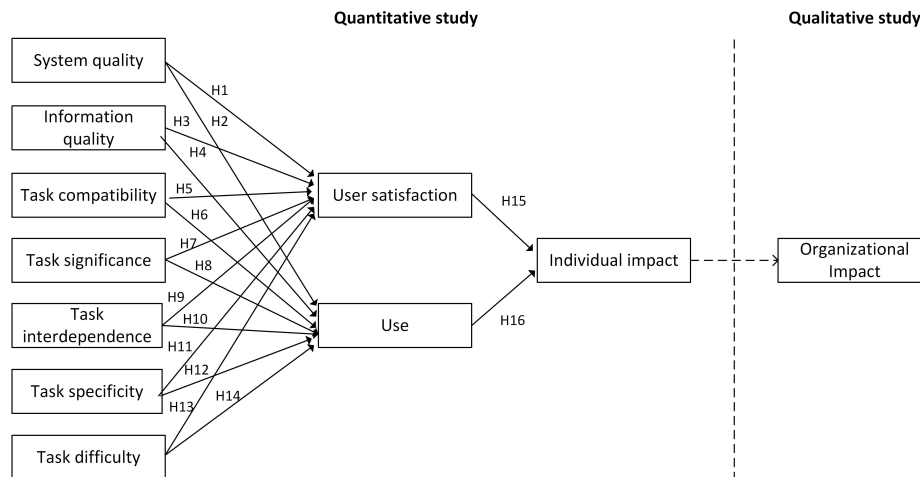 Quantitative study
Qualitative study
System quality
Information
quality
Task compatibility
Task significance
Task
interdependence
Task specificity
Task difficulty
H1
H2
H3
H4
H5
H6
H7
H8
H9
H10
H11
H12
H13
H14
User satisfaction
Use
H15
H16
Individual impact
Organizational
Impact